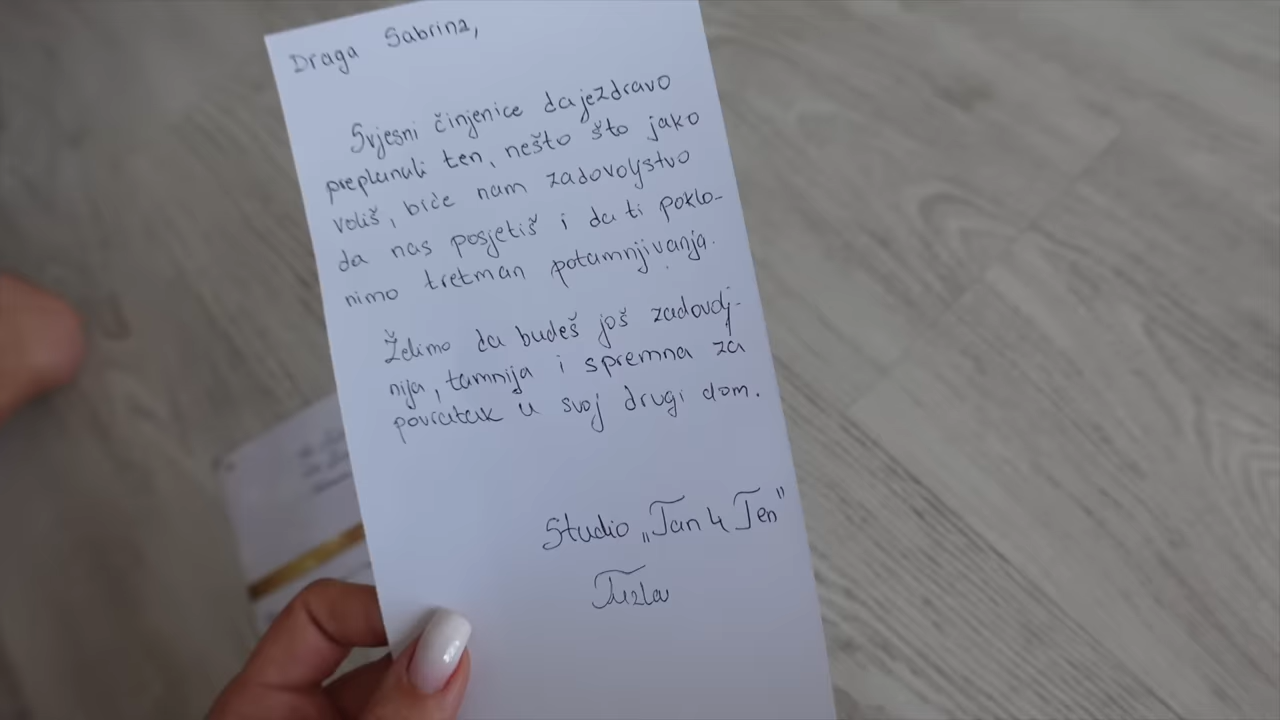 Draga Sabrina,
Svjesni činjenice da je zdravo
preplanuli ten, nešto što jako
voliš, biće nam zadovoljstvo
da nas posjetiš i da ti poklo-
nimo tretman potamnjivanja.
Želimo da budeš još zadovolj-
nija, tamnija i spremna za
povratak u svoj drugi dom.
Studio „Tan 4 Ten"
Tuzla